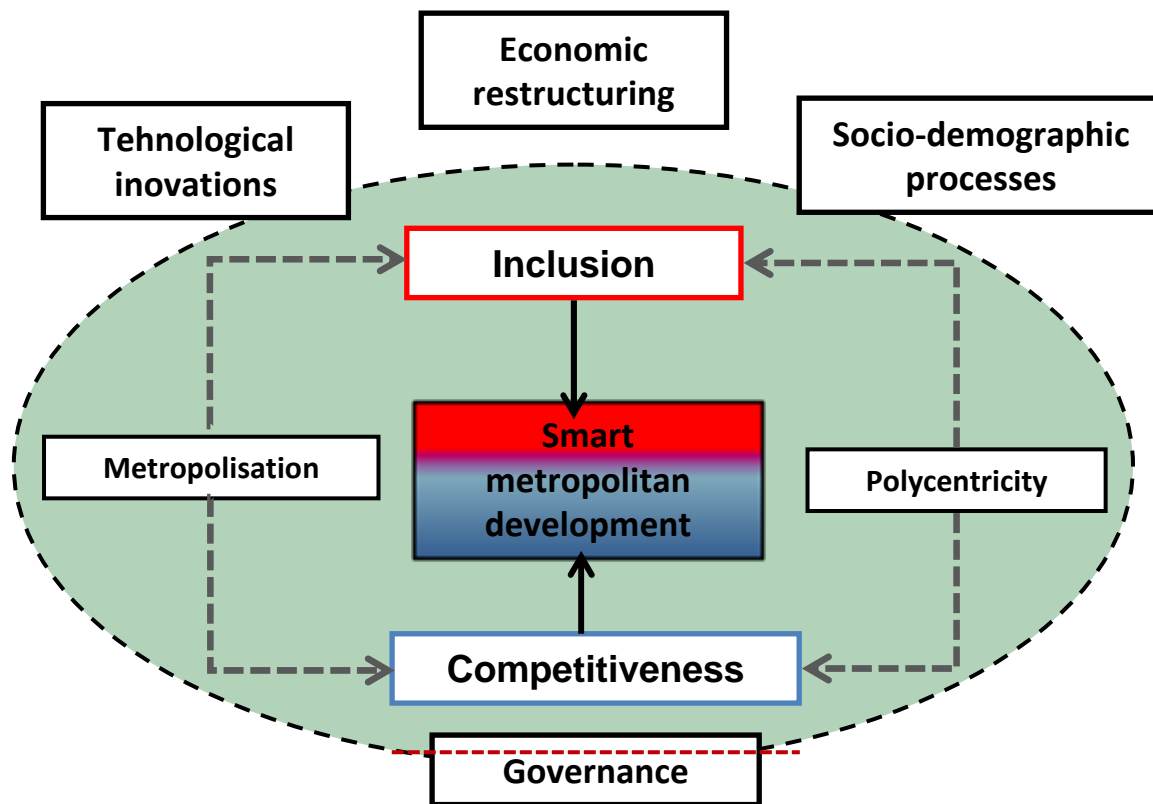 Economic
restructuring
Tehnological
inovations
Socio-demographic
processes
Inclusion
Smart
metropolitan
development
Metropolisation
Polycentricity
Competitiveness
Governance